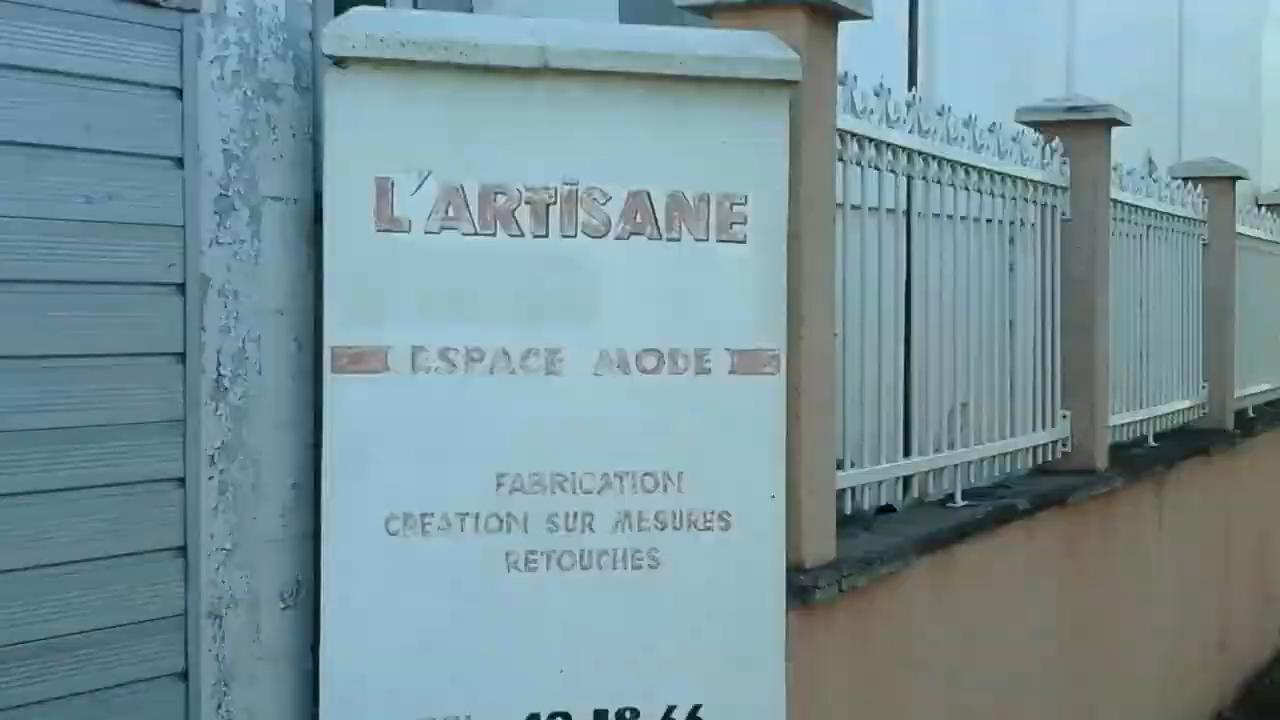 L'ARTISANE
ESPACE MODE
FABRICATION
CREATION SUR MESURES
RETOUCHES